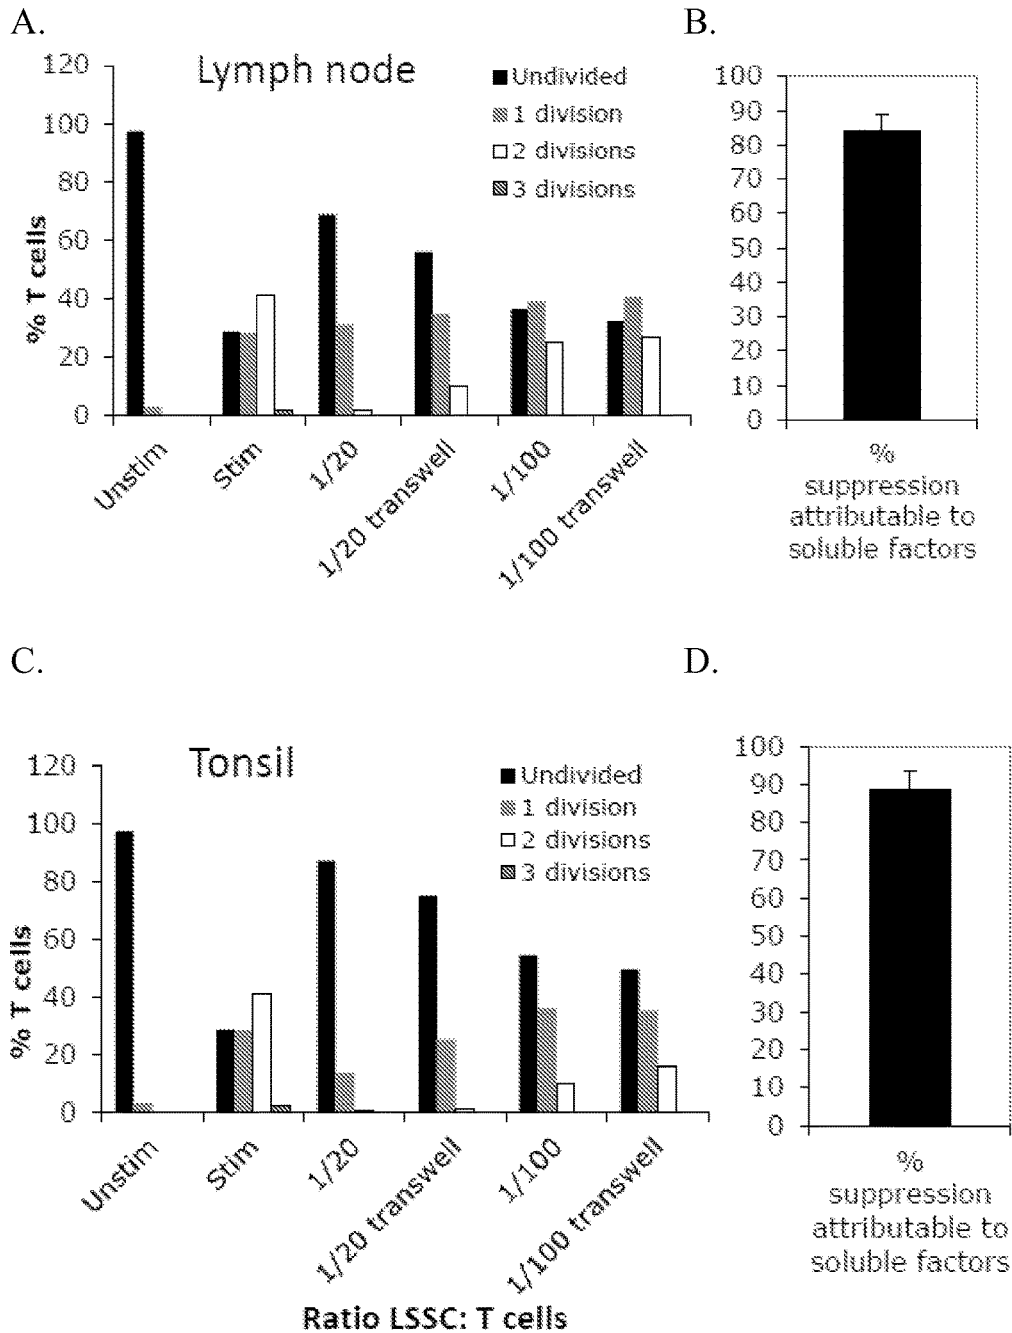 A.
Lymph node
Undivided
1 division
2 divisions
3 divisions
% T cells
120
100
80
60
40
20
0
Unstim
Stim
1/20
1/20 transwell
1/100
1/100 transwell
B.
100
90
80
70
60
50
40
30
20
10
0
%
suppression
attributable to
soluble factors
C.
Tonsil
Undivided
1 division
2 divisions
3 divisions
% T cells
120
100
80
60
40
20
0
Unstim
Stim
1/20
1/20 transwell
1/100
1/100 transwell
Ratio LSSC: T cells
D.
100
90
80
70
60
50
40
30
20
10
0
%
suppression
attributable to
soluble factors